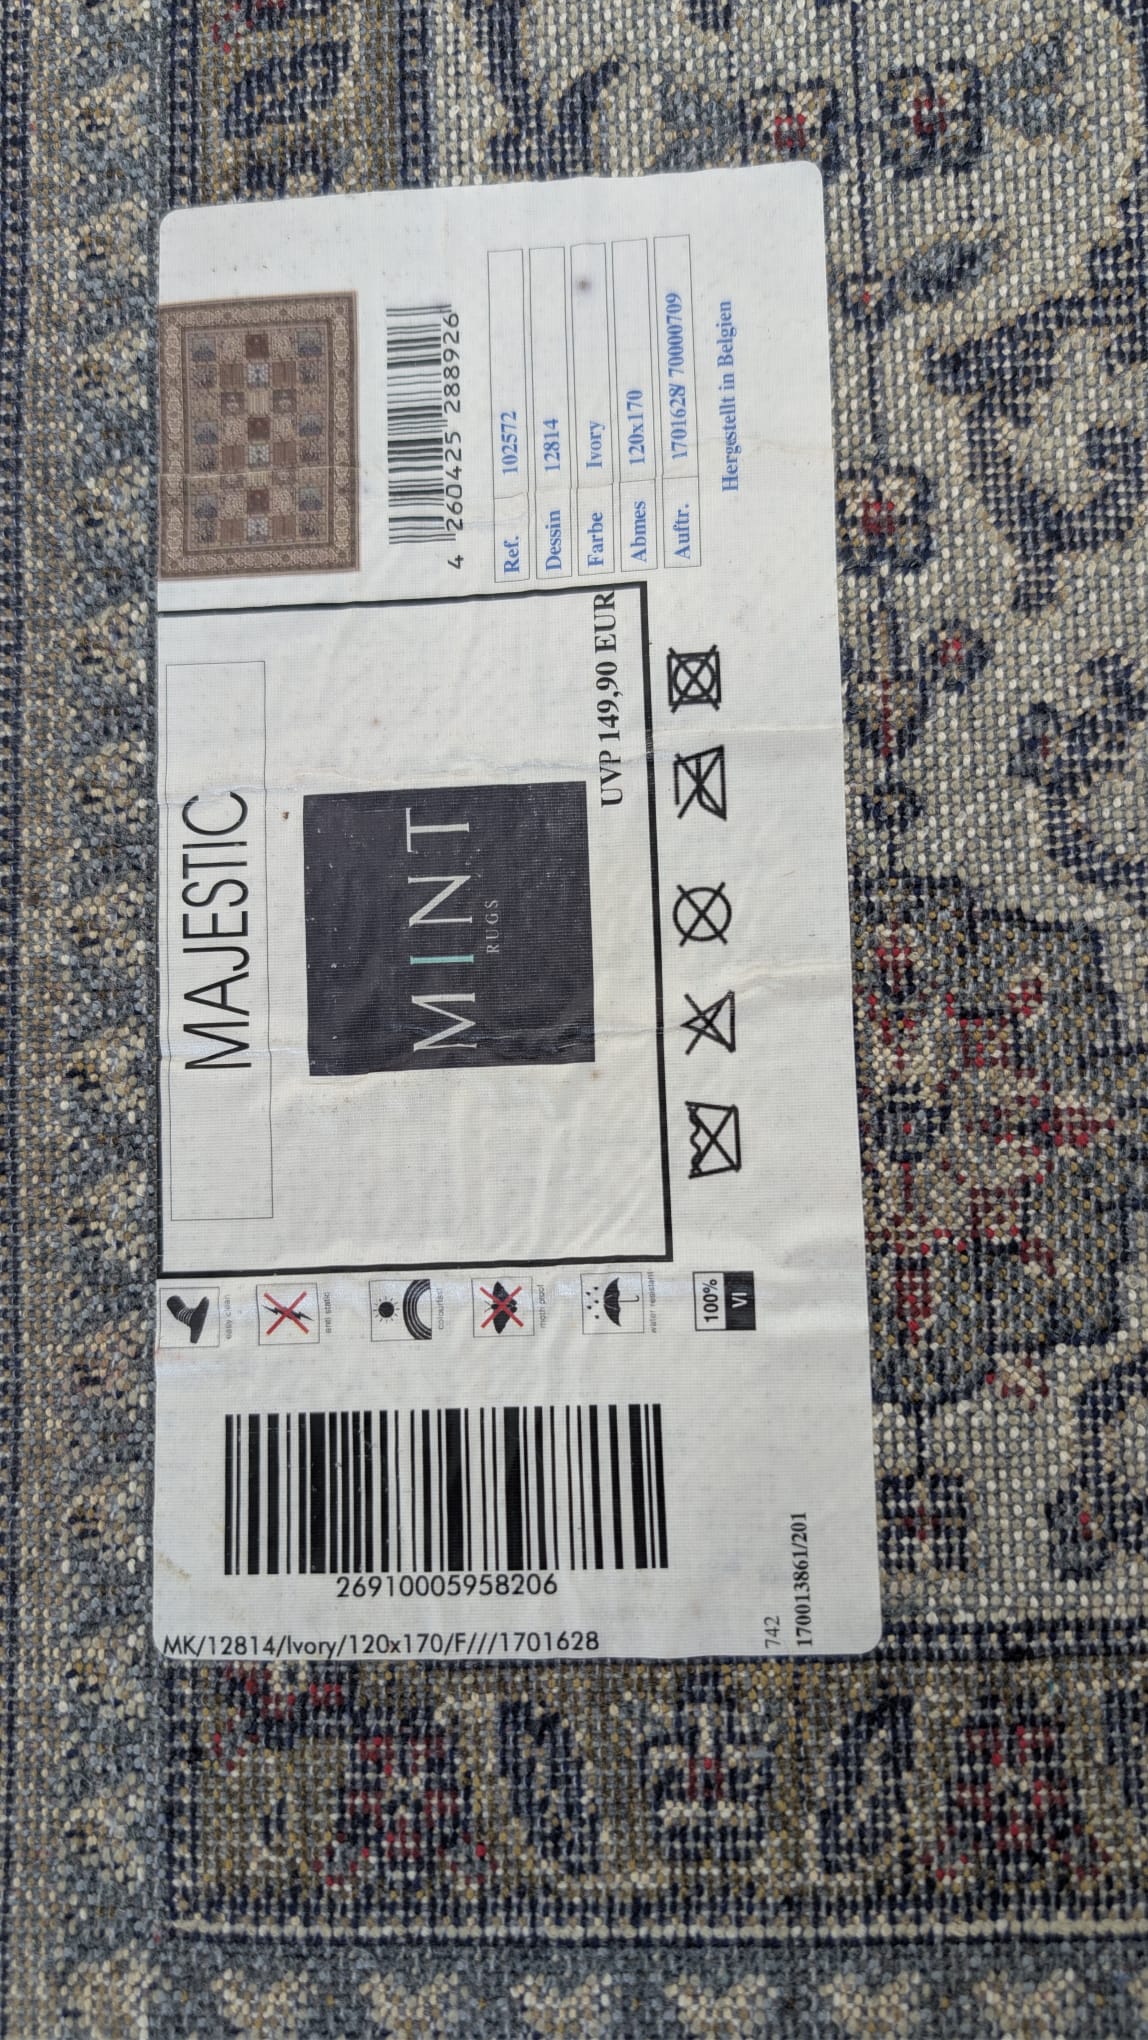 MK/12814/Ivory/120x170/F///1701628
26910005958206
742
170013861/201
easy clean
anti static
colourfast
moth proof
water resistant
100%
VI
MAJESTIC
MINT
RUGS
UVP 149,90 EUR
4 260425 288926
Ref. 102572
Dessin 12814
Farbe Ivory
Abmes 120x170
Auftr. 1701628/ 70000709
Hergestellt in Belgien